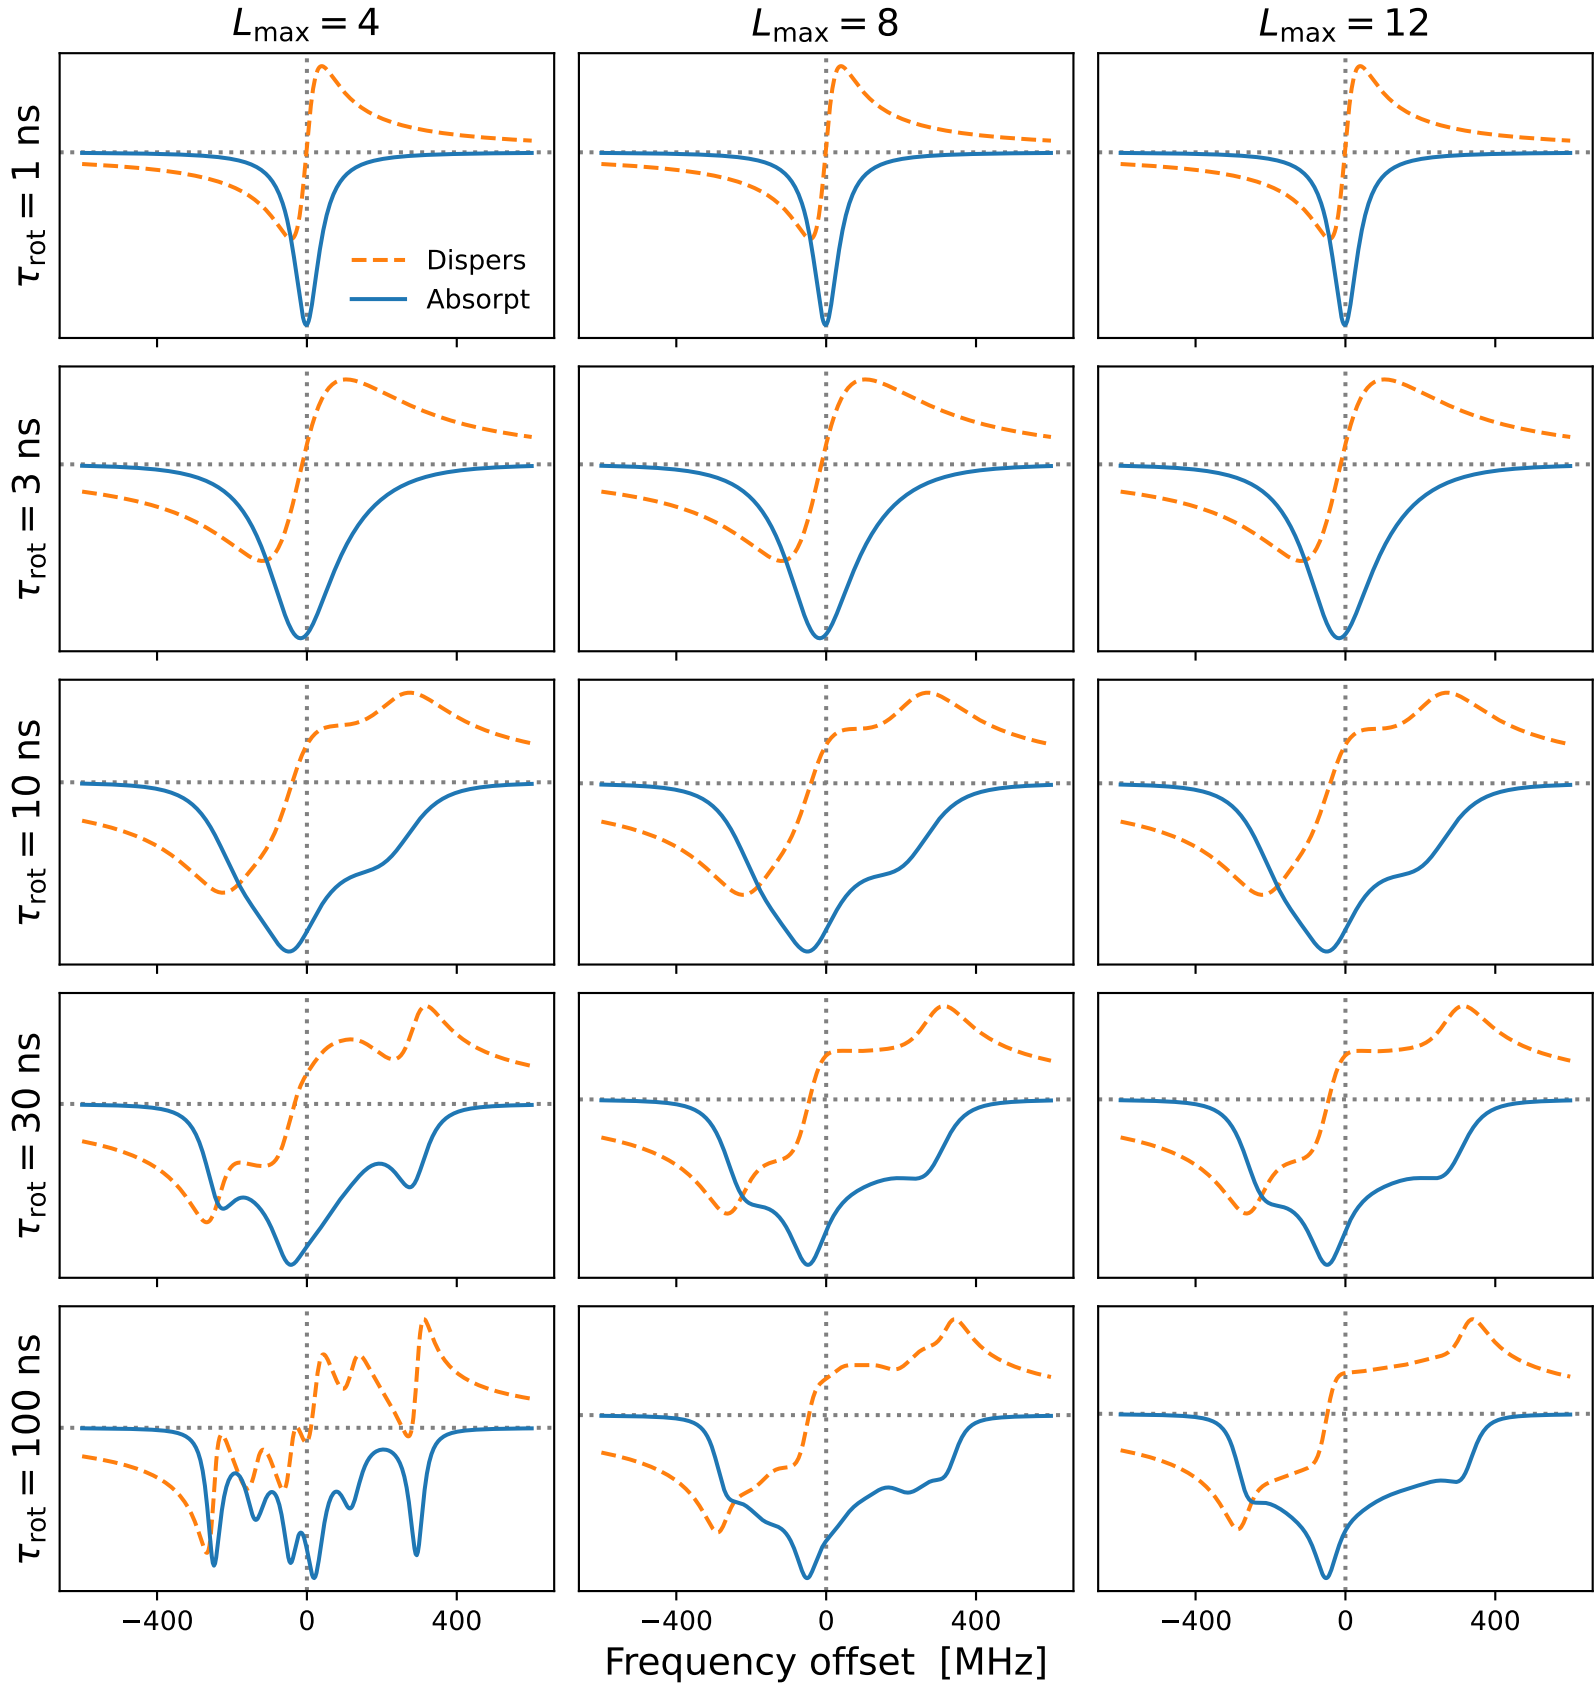 L_max = 4
L_max = 8
L_max = 12
τ_rot = 1 ns
Dispers
Absorpt
τ_rot = 3 ns
τ_rot = 10 ns
τ_rot = 30 ns
τ_rot = 100 ns
−400 0 400
−400 0 400
−400 0 400
Frequency offset [MHz]